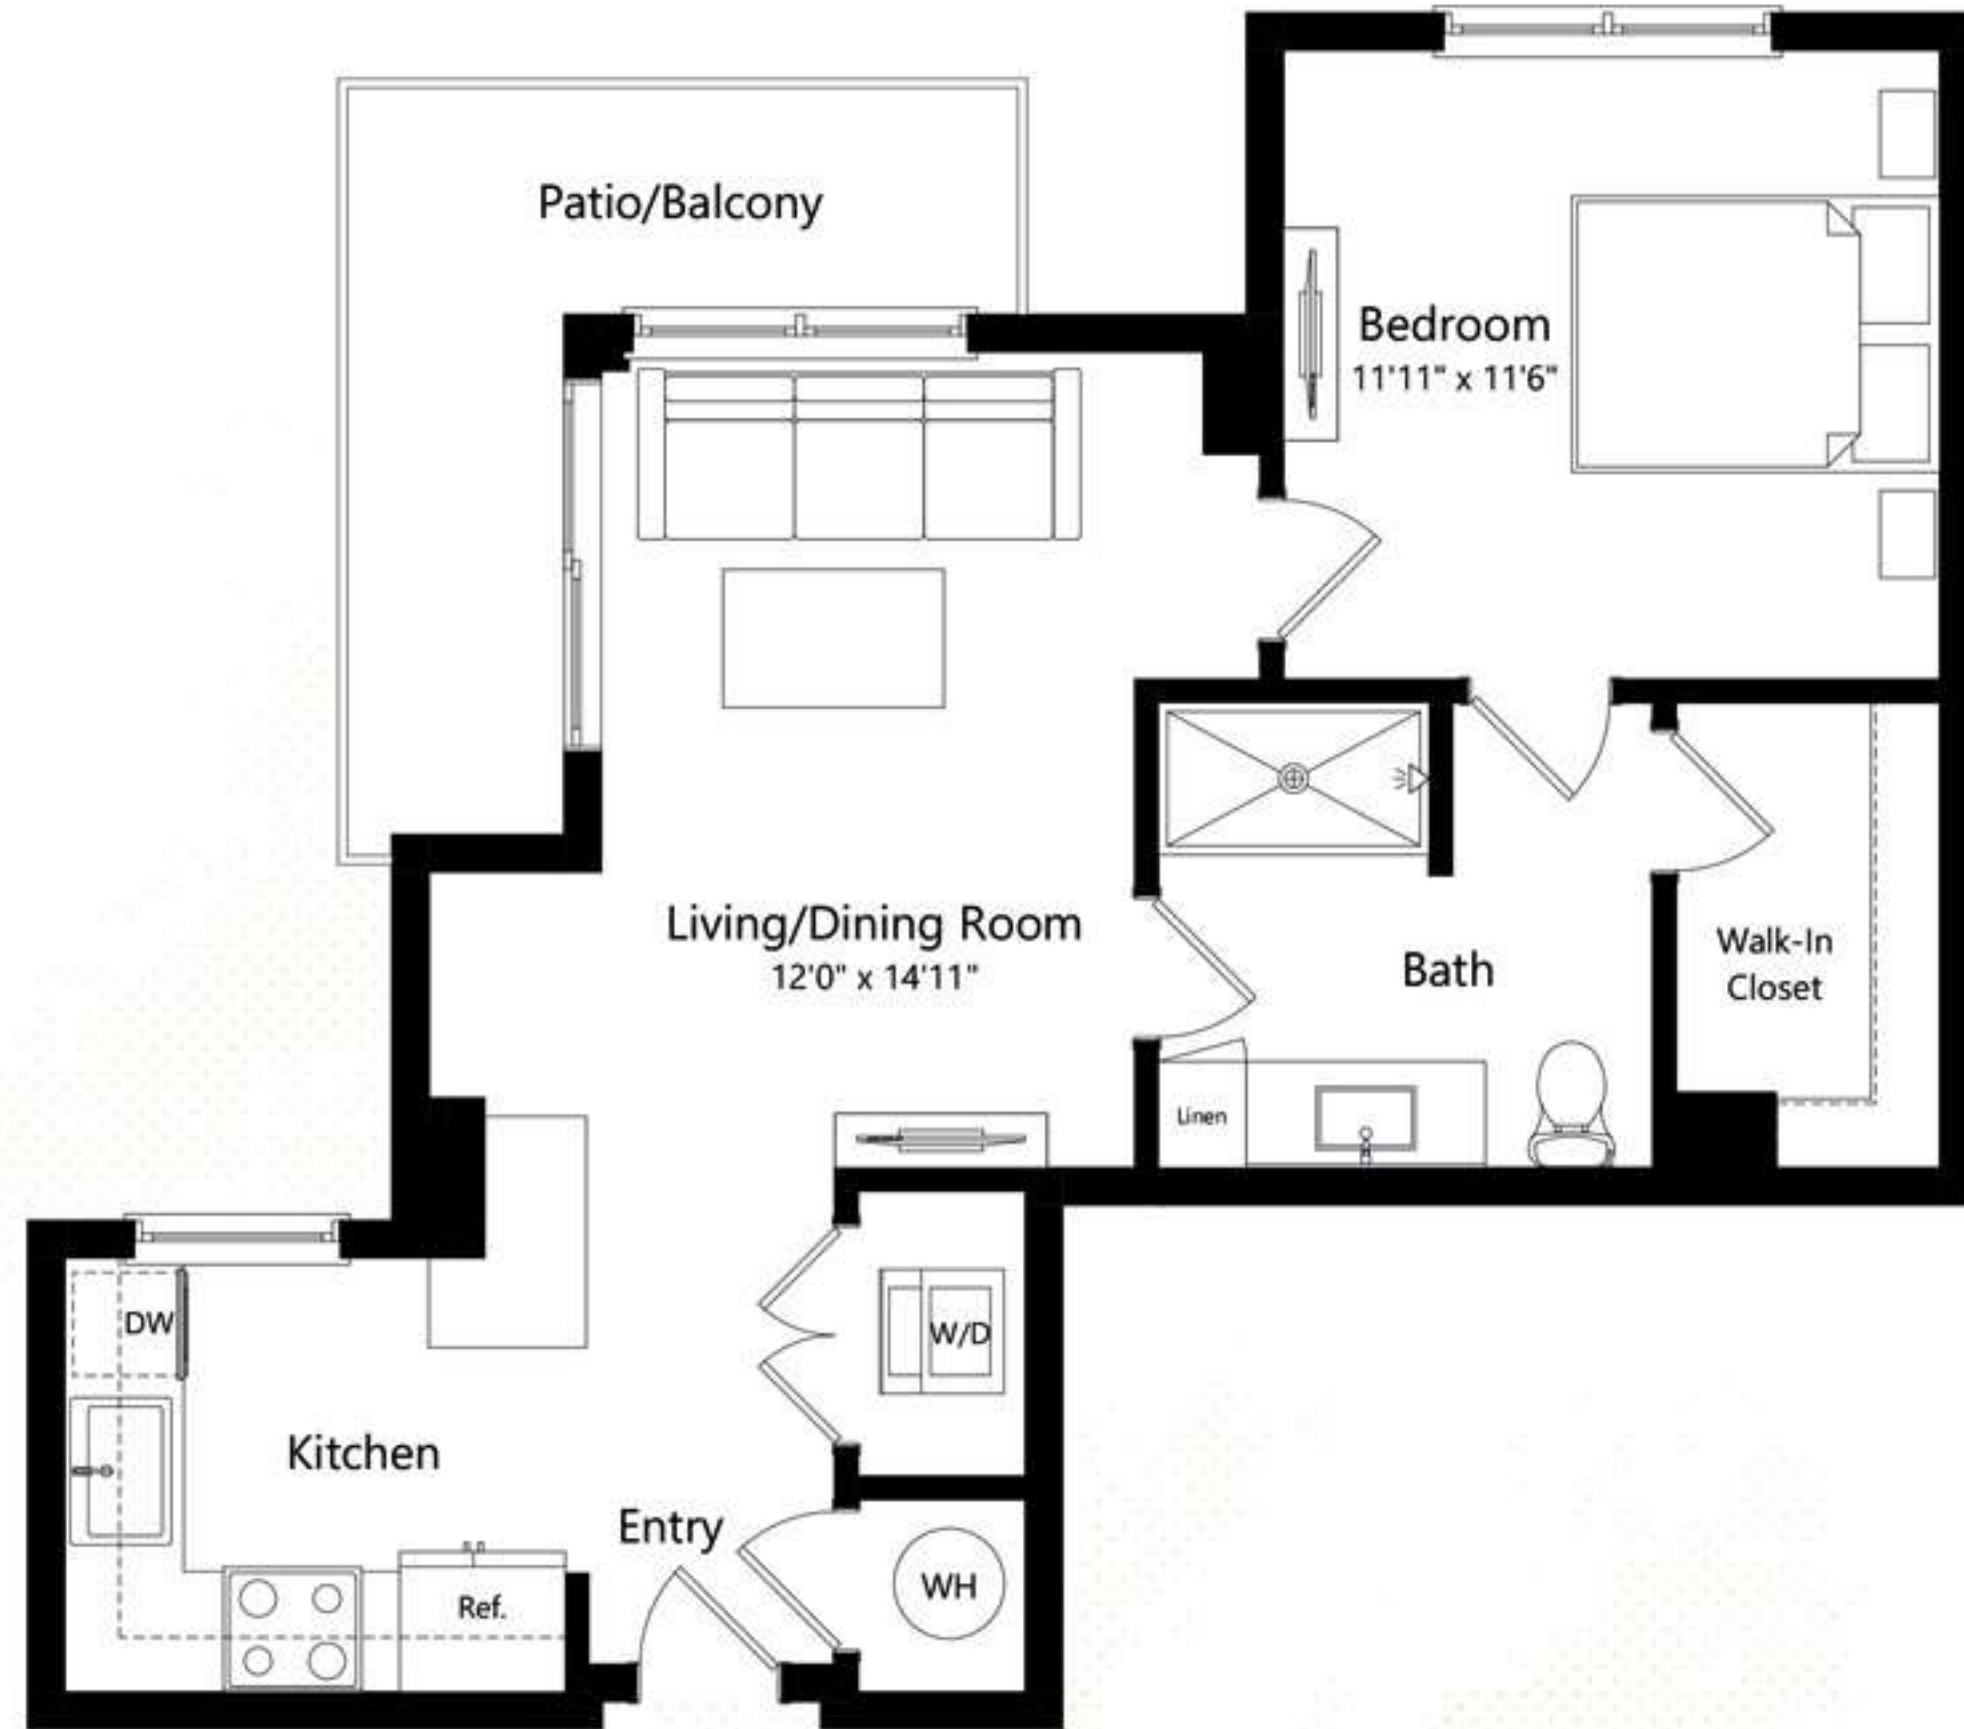 Patio/Balcony
Bedroom
11'11" x 11'6"
Living/Dining Room
12'0" x 14'11"
Bath
Walk-In
Closet
Linen
DW
W/D
Kitchen
Entry
WH
Ref.